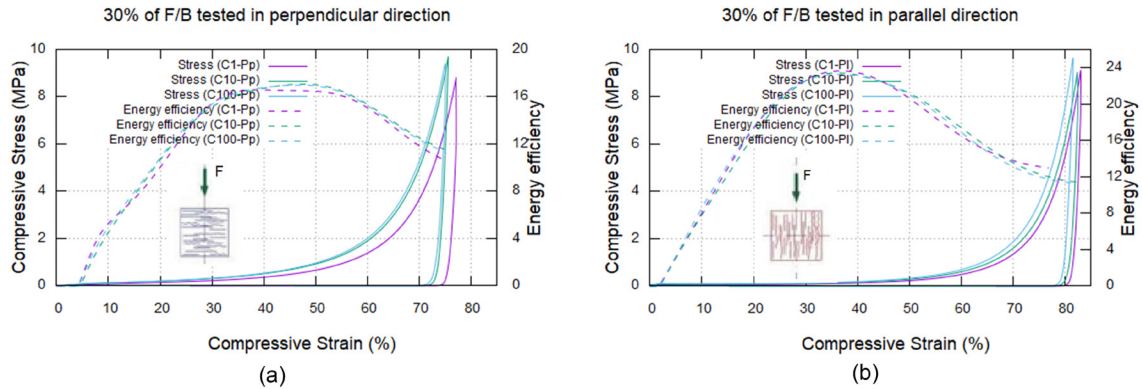 30% of F/B tested in perpendicular direction
Compressive Stress (MPa)
10
8
6
4
2
0
Stress (C1-Pp)
Stress (C10-Pp)
Stress (C100-Pp)
Energy efficiency (C1-Pp)
Energy efficiency (C10-Pp)
Energy efficiency (C100-Pp)
F
20
16
12
8
4
0
Energy efficiency
0 10 20 30 40 50 60 70 80
Compressive Strain (%)
(a)
30% of F/B tested in parallel direction
Compressive Stress (MPa)
10
8
6
4
2
0
Stress (C1-Pl)
Stress (C10-Pl)
Stress (C100-Pl)
Energy efficiency (C1-Pl)
Energy efficiency (C10-Pl)
Energy efficiency (C100-Pl)
F
24
20
16
12
8
4
0
Energy efficiency
0 10 20 30 40 50 60 70 80
Compressive Strain (%)
(b)